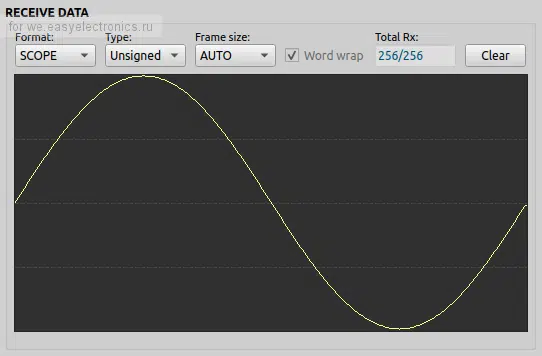 RECEIVE DATA
for we.easyelectronics.ru
Format: Type: Frame size: Total Rx:
SCOPE Unsigned AUTO Word wrap 256/256 Clear